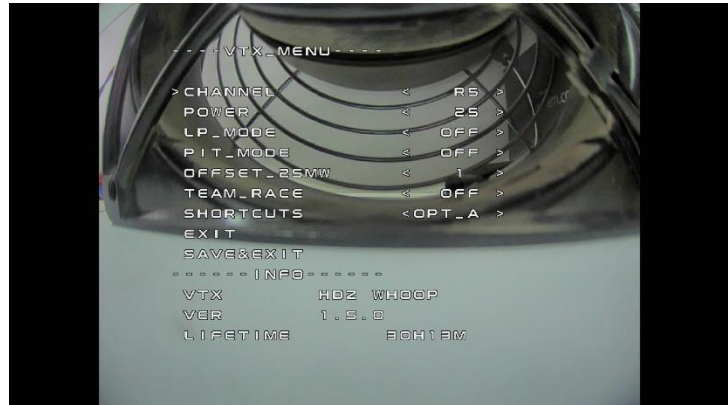 ----VTX_MENU----
>CHANNEL < R5 >
POWER < 25 >
LP_MODE < OFF >
PIT_MODE < OFF >
OFFSET_25MW < 1 >
TEAM_RACE < OFF >
SHORTCUTS <OPT_A >
EXIT
SAVE&EXIT
------INFO------
VTX HDZ WHOOP
VER 1.5.0
LIFETIME 30H13M